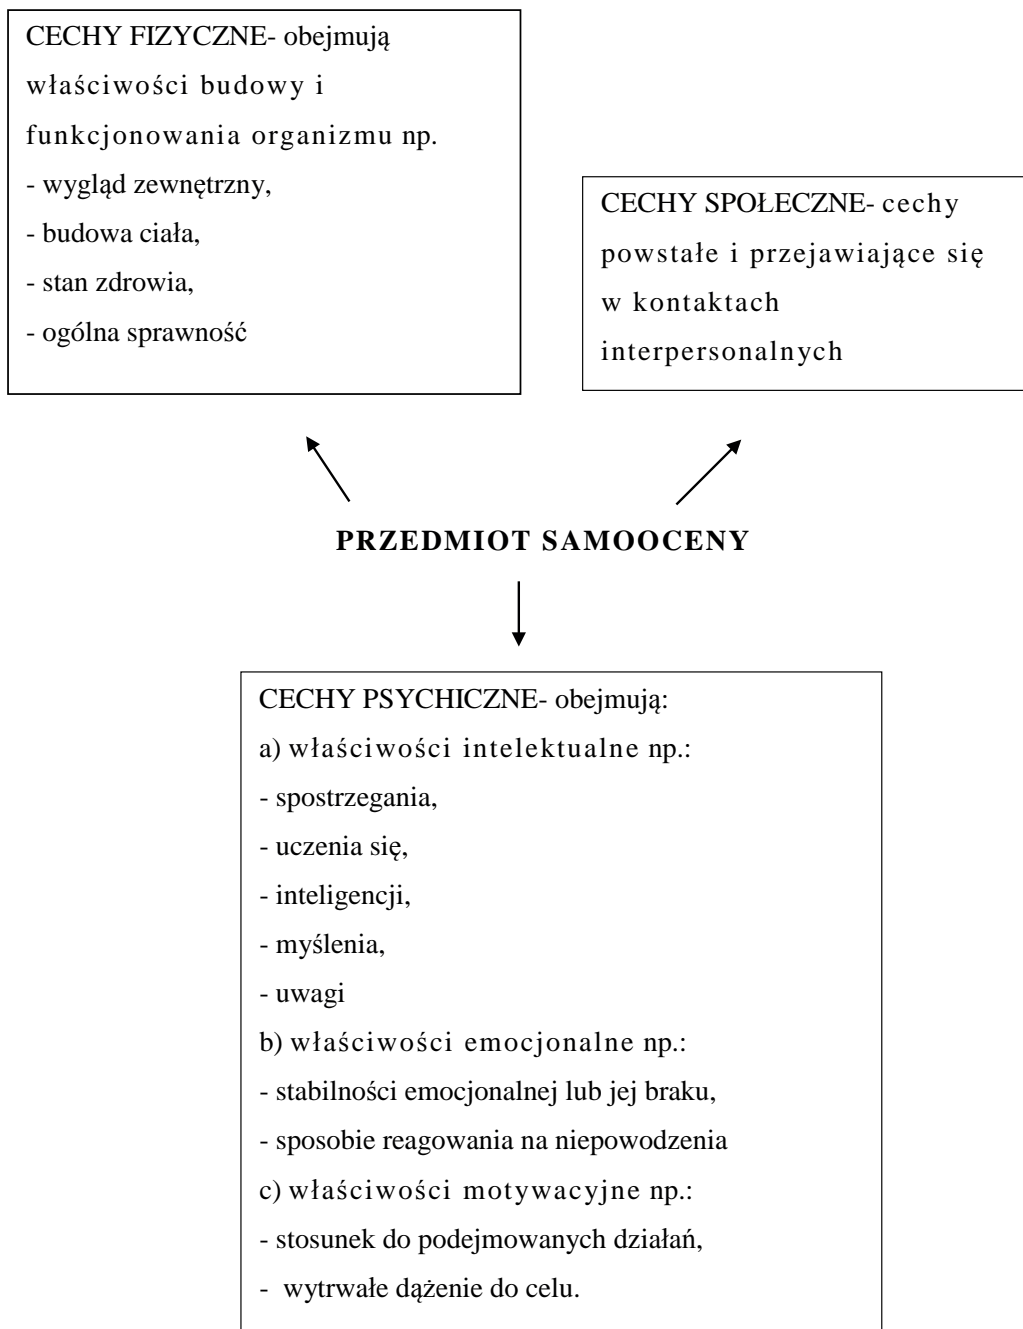 CECHY FIZYCZNE- obejmują
właściwości budowy i
funkcjonowania organizmu np.
- wygląd zewnętrzny,
- budowa ciała,
- stan zdrowia,
- ogólna sprawność
CECHY SPOŁECZNE- cechy
powstałe i przejawiające się
w kontaktach
interpersonalnych
PRZEDMIOT SAMOOCENY
CECHY PSYCHICZNE- obejmują:
a) właściwości intelektualne np.:
- spostrzegania,
- uczenia się,
- inteligencji,
- myślenia,
- uwagi
b) właściwości emocjonalne np.:
- stabilności emocjonalnej lub jej braku,
- sposobie reagowania na niepowodzenia
c) właściwości motywacyjne np.:
- stosunek do podejmowanych działań,
- wytrwałe dążenie do celu.